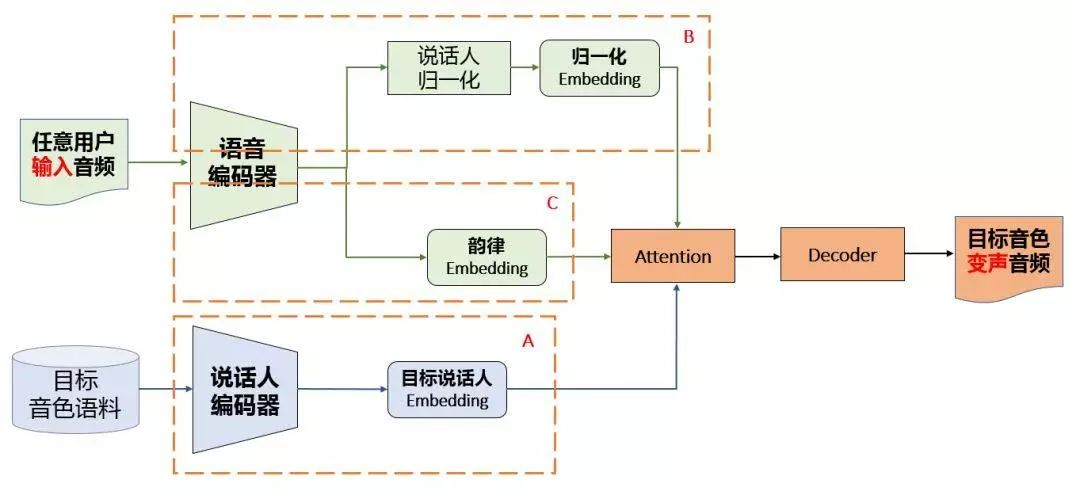 B
说话人
归一化
归一化
Embedding
任意用户
输入音频
语音
编码器
C
韵律
Embedding
Attention
Decoder
目标音色
变声音频
A
目标
音色语料
说话人
编码器
目标说话人
Embedding